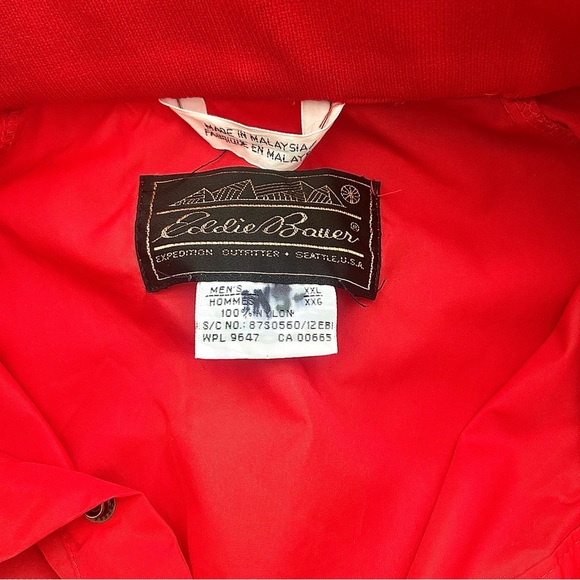 MADE IN MALAYSIA
FABRIQUE EN MALAY
Eddie Bauer®
EXPEDITION OUTFITTER • SEATTLE, U.S.A.
MEN'S XXL
HOMMES XXG
100% NYLON
S/C NO.: 87S0560/12EB
WPL 9647 CA 00665